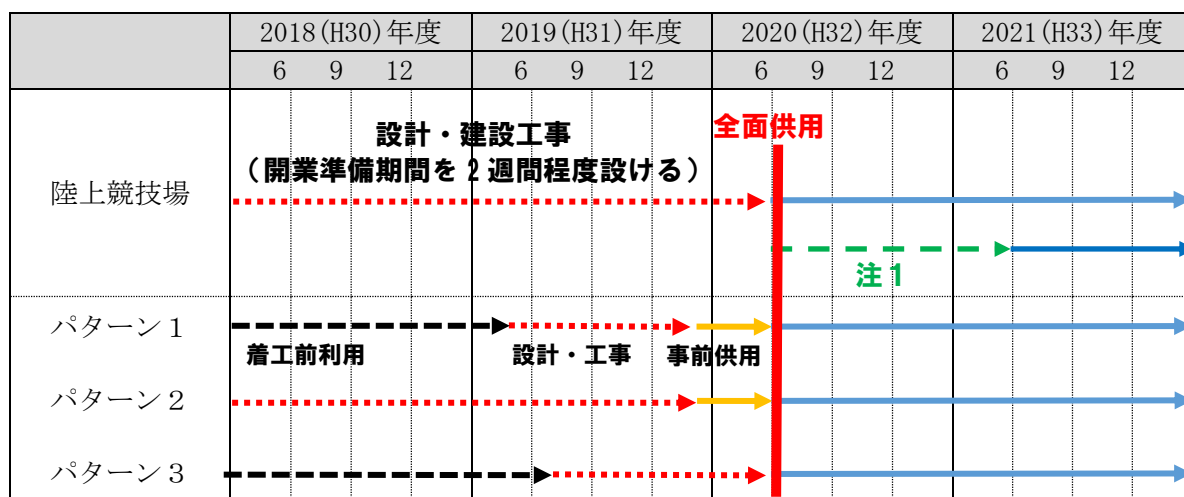 2018(H30)年度 2019(H31)年度 2020(H32)年度 2021(H33)年度
6 9 12 6 9 12 6 9 12 6 9 12
設計・建設工事 全面供用
（開業準備期間を２週間程度設ける）
陸上競技場
注１
パターン１
着工前利用 設計・工事 事前供用
パターン２
パターン３